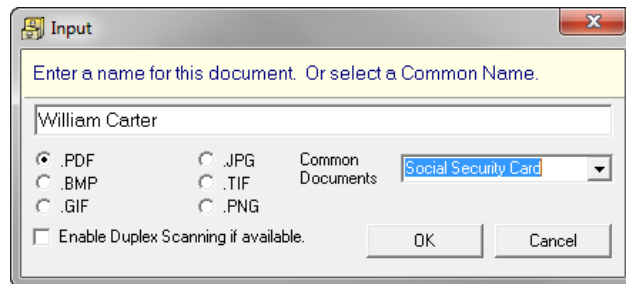 Input
Enter a name for this document.  Or select a Common Name.
William Carter
.PDF
.JPG
Common
Documents
Social Security Card
.BMP
.TIF
.GIF
.PNG
Enable Duplex Scanning if available.
OK
Cancel